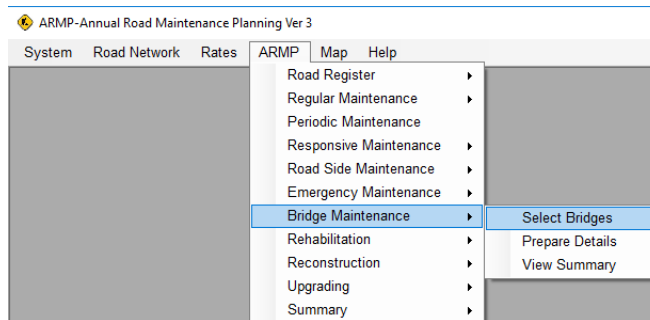 ARMP-Annual Road Maintenance Planning Ver 3
System Road Network Rates ARMP Map Help
Road Register
Regular Maintenance
Periodic Maintenance
Responsive Maintenance
Road Side Maintenance
Emergency Maintenance
Bridge Maintenance
Select Bridges
Rehabilitation
Prepare Details
Reconstruction
View Summary
Upgrading
Summary